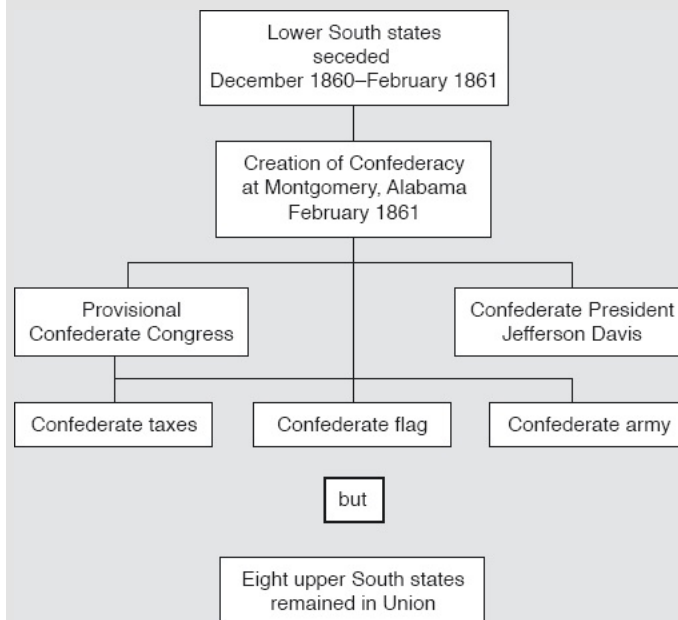 Lower South states
seceded
December 1860–February 1861
Creation of Confederacy
at Montgomery, Alabama
February 1861
Provisional
Confederate Congress
Confederate President
Jefferson Davis
Confederate taxes
Confederate flag
Confederate army
but
Eight upper South states
remained in Union